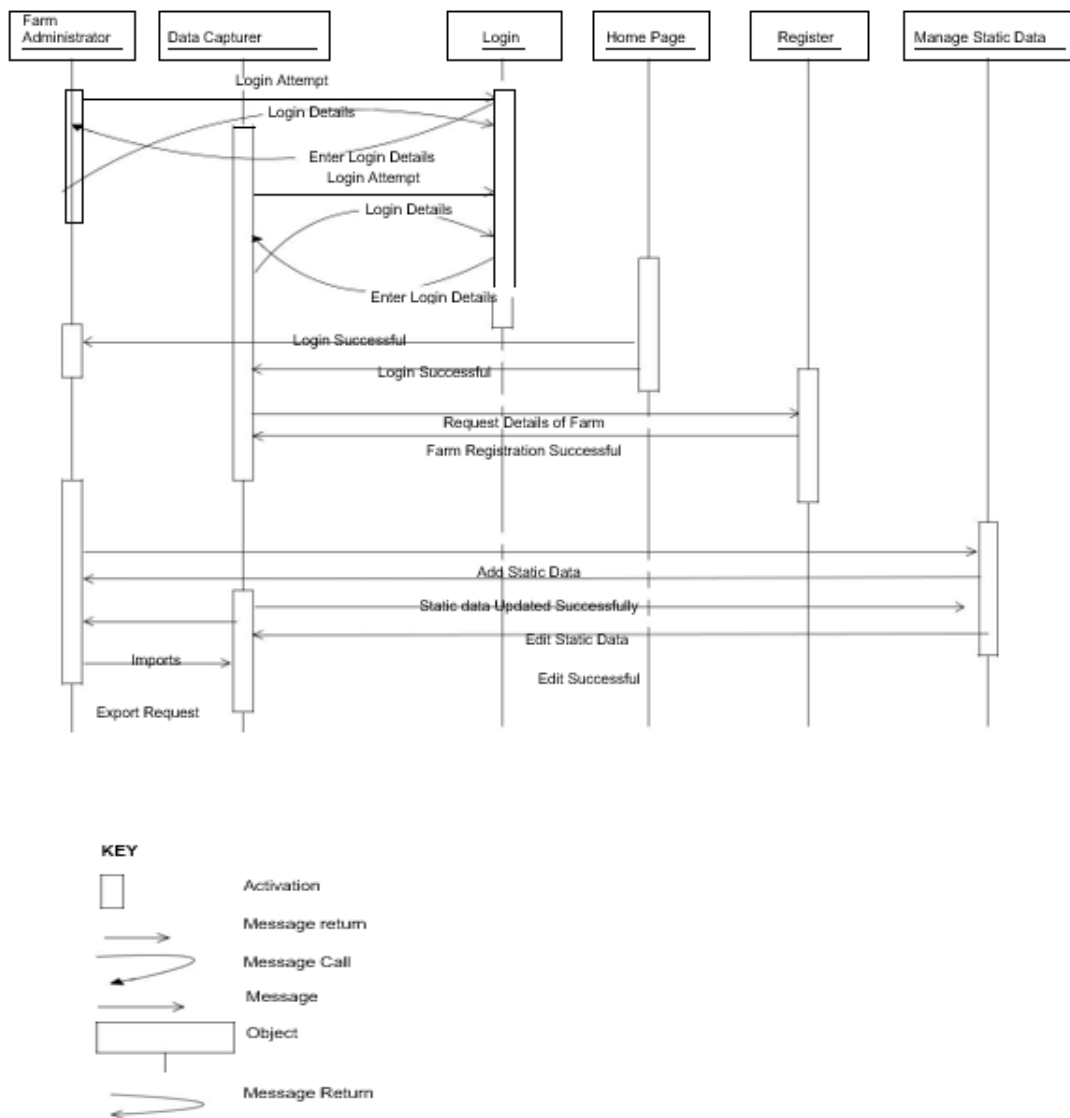 Farm
Administrator
Data Capturer
Login
Home Page
Register
Manage Static Data
Login Attempt
Login Details
Enter Login Details
Login Attempt
Login Details
Enter Login Details
Login Successful
Login Successful
Request Details of Farm
Farm Registration Successful
Add Static Data
Static data Updated Successfully
Edit Static Data
Imports
Edit Successful
Export Request
KEY
Activation
Message return
Message Call
Message
Object
Message Return